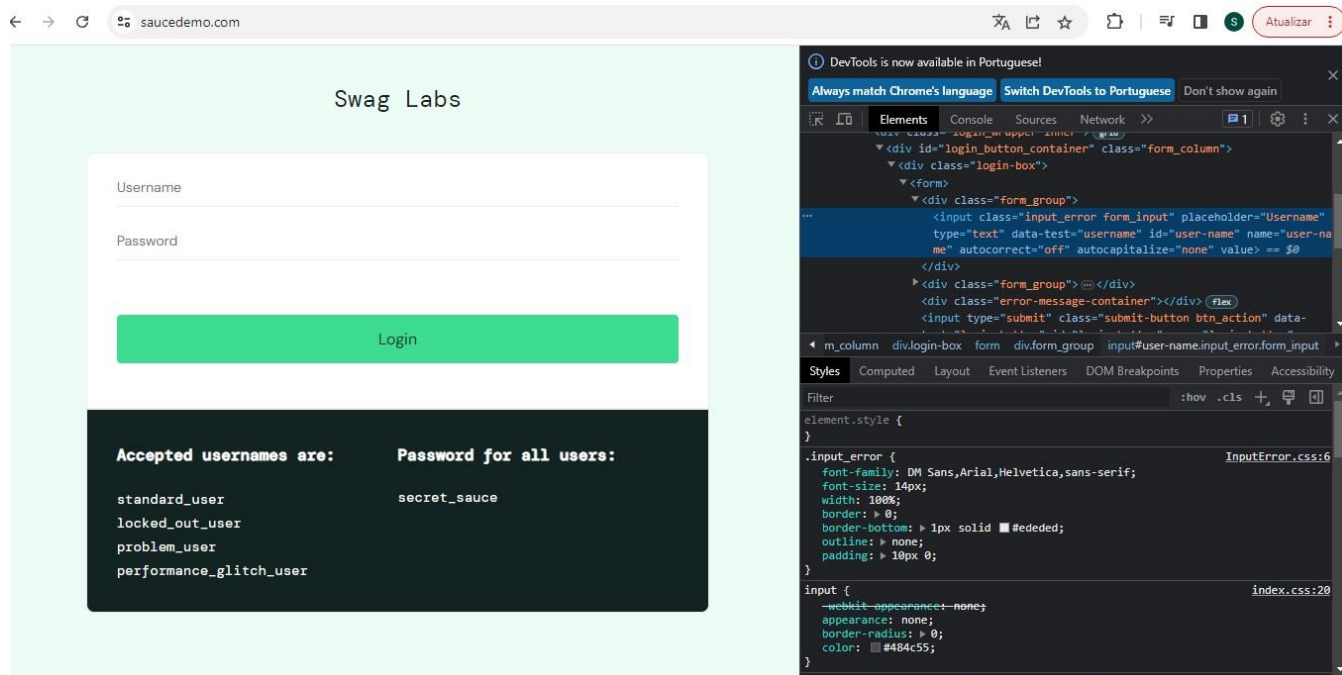 saucedemo.com
Atualizar
Swag Labs
Username
Password
Login
Accepted usernames are:
standard_user
locked_out_user
problem_user
performance_glitch_user
Password for all users:
secret_sauce
DevTools is now available in Portuguese!
Always match Chrome's language Switch DevTools to Portuguese Don't show again
Elements Console Sources Network 1
<div class="login_wrapper-inner"> grid
<div id="login_button_container" class="form_column">
<div class="login-box">
<form>
<div class="form_group">
<input class="input_error form_input" placeholder="Username"
type="text" data-test="username" id="user-name" name="user-na
me" autocorrect="off" autocapitalize="none" value> == $0
</div>
<div class="form_group"> … </div>
<div class="error-message-container"></div> flex
<input type="submit" class="submit-button btn_action" data-
m_column div.login-box form div.form_group input#user-name.input_error.form_input
Styles Computed Layout Event Listeners DOM Breakpoints Properties Accessibility
Filter :hov .cls
element.style {
}
.input_error { InputError.css:6
font-family: DM Sans,Arial,Helvetica,sans-serif;
font-size: 14px;
width: 100%;
border: 0;
border-bottom: 1px solid #ededed;
outline: none;
padding: 10px 0;
}
input { index.css:20
-webkit-appearance: none;
appearance: none;
border-radius: 0;
color: #484c55;
}